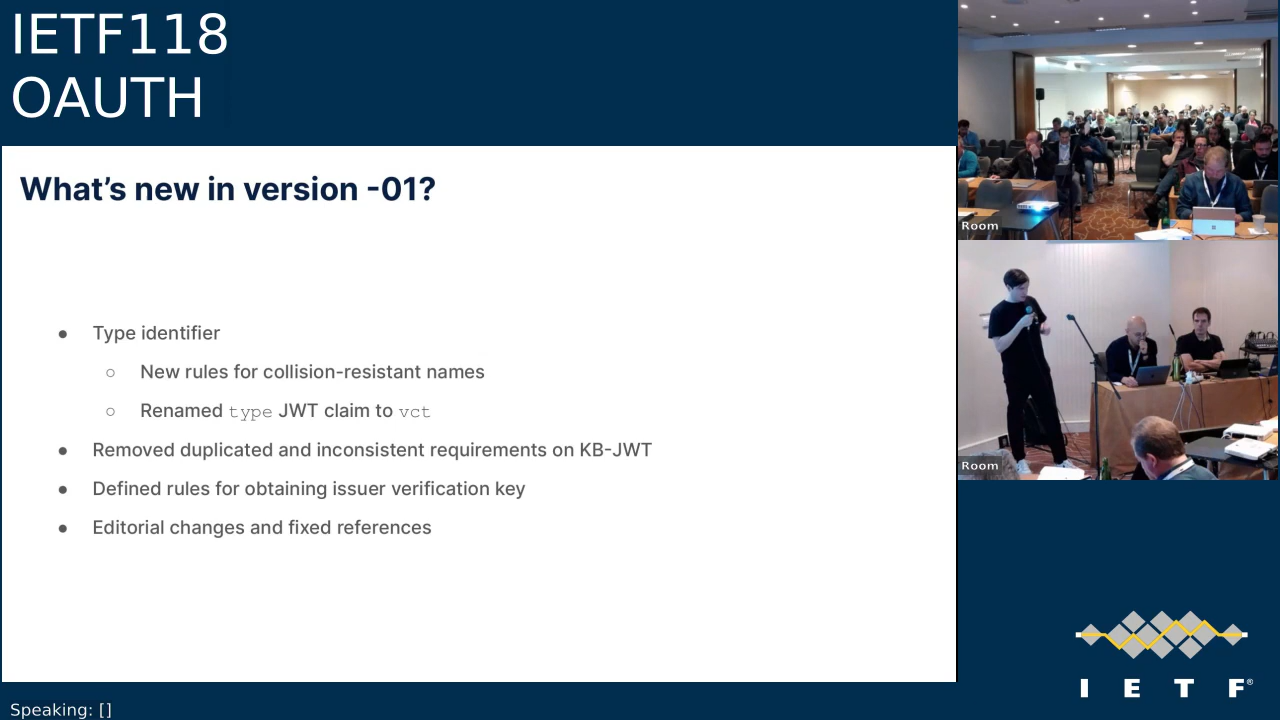 IETF118
OAUTH
What’s new in version -01?
● Type identifier
○ New rules for collision-resistant names
○ Renamed type JWT claim to vct
● Removed duplicated and inconsistent requirements on KB-JWT
● Defined rules for obtaining issuer verification key
● Editorial changes and fixed references
Room
Room
I E T F®
Speaking: []